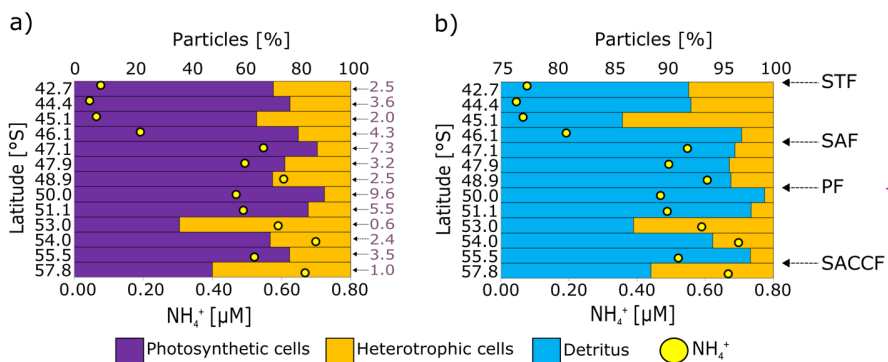 a)
Particles [%]
0 20 40 60 80 100
Latitude [°S]
42.7 2.5
44.4 3.6
45.1 2.0
46.1 4.3
47.1 7.3
47.9 3.2
48.9 2.5
50.0 9.6
51.1 5.5
53.0 0.6
54.0 2.4
55.5 3.5
57.8 1.0
0.00 0.20 0.40 0.60 0.80
NH₄⁺ [µM]
b)
Particles [%]
75 80 85 90 95 100
Latitude [°S]
42.7 STF
44.4
45.1
46.1
SAF
47.1
47.9
48.9
PF
50.0
51.1
53.0
54.0
55.5
SACCF
57.8
0.00 0.20 0.40 0.60 0.80
NH₄⁺ [µM]
Photosynthetic cells Heterotrophic cells Detritus NH₄⁺